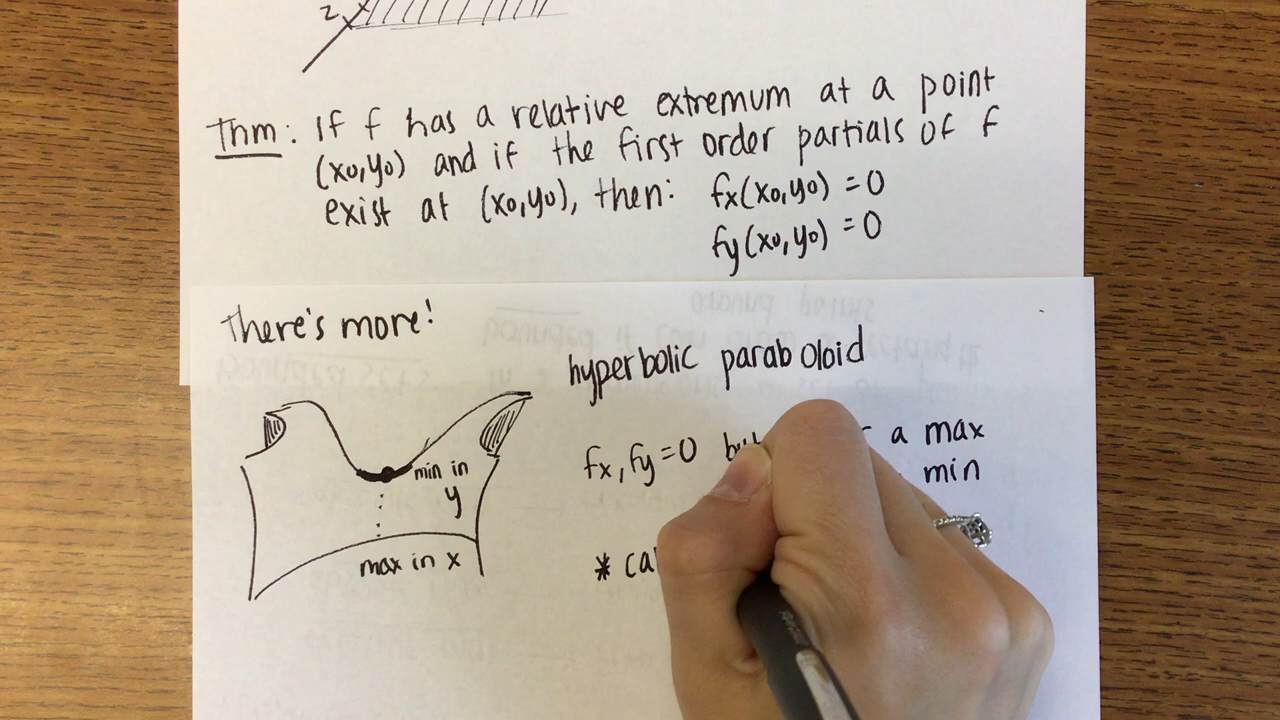 z
Thm: If f has a relative extremum at a point
(x0,y0) and if the first order partials of f
exist at (x0,y0), then: fx(x0,y0) = 0
fy(x0,y0) = 0
There's more!
hyperbolic paraboloid
fx, fy = 0 a max
min
min in
y
max in x
* ca